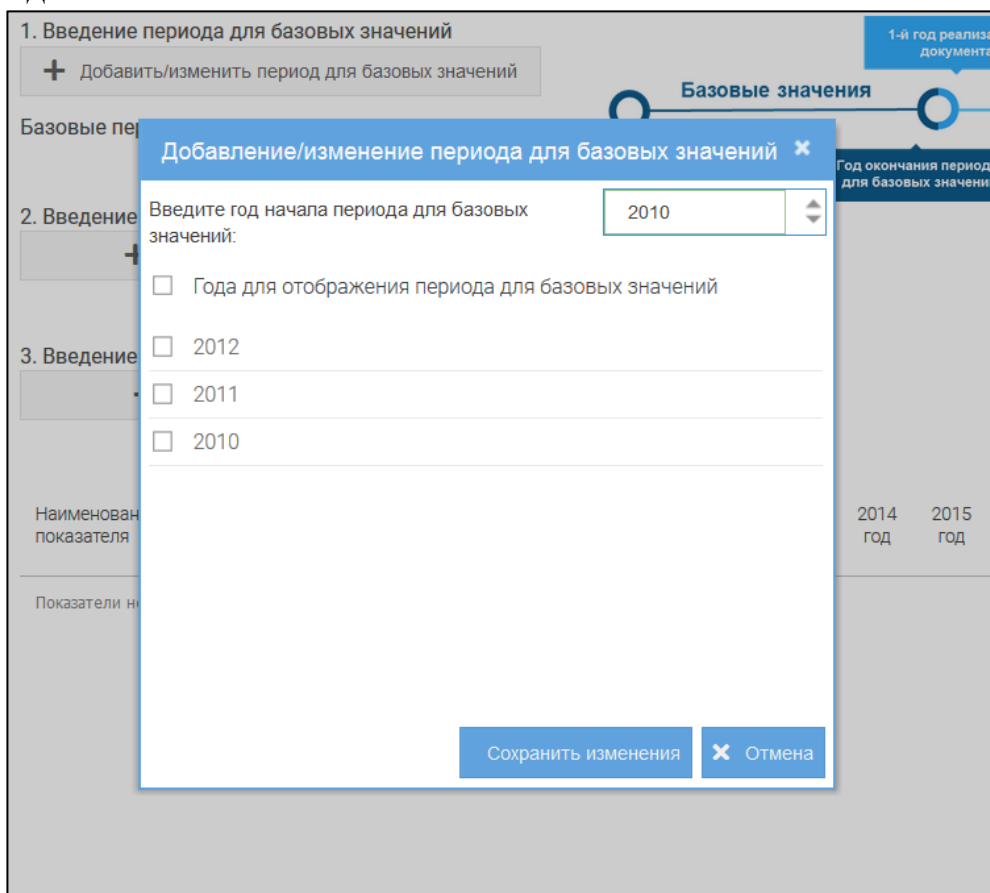 1. Введение периода для базовых значений
+ Добавить/изменить период для базовых значений
1-й год реализа
документа
Базовые значения
Базовые пер
Год окончания период
для базовых значени
Добавление/изменение периода для базовых значений
2. Введение
Введите год начала периода для базовых
значений:
2010
Года для отображения периода для базовых значений
3. Введение
2012
2011
2010
Наименован
показателя
2014
год
2015
год
Показатели н
Сохранить изменения
Отмена